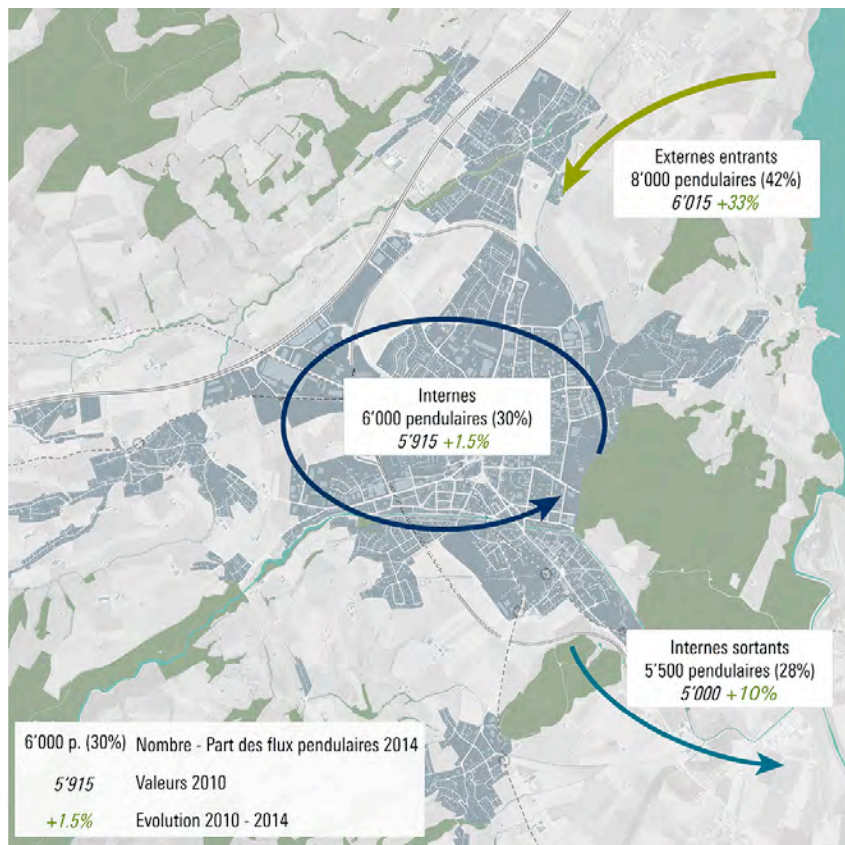 Externes entrants
8'000 pendulaires (42%)
6'015 +33%
Internes
6'000 pendulaires (30%)
5'915 +1.5%
Internes sortants
5'500 pendulaires (28%)
5'000 +10%
6'000 p. (30%) Nombre - Part des flux pendulaires 2014
5'915 Valeurs 2010
+1.5% Evolution 2010 - 2014